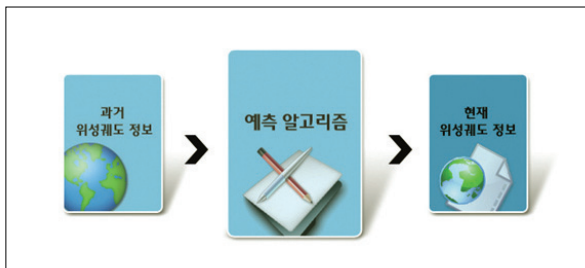 과거
위성궤도 정보
예측 알고리즘
현재
위성궤도 정보